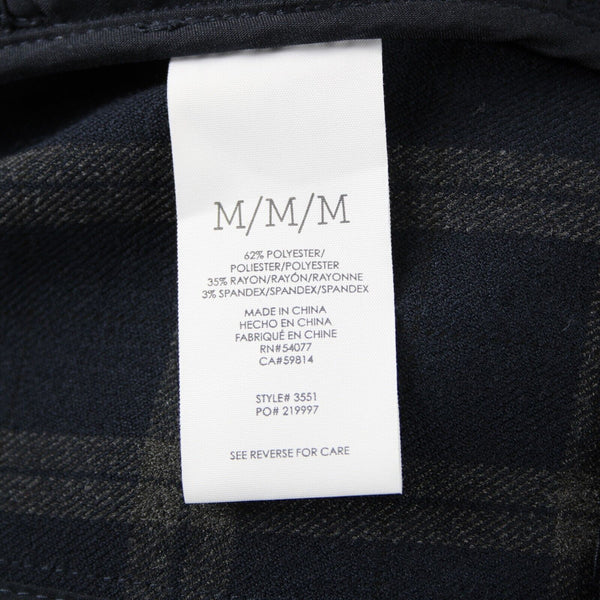 M/M/M
62% POLYESTER/
POLIESTER/POLYESTER
35% RAYON/RAYÓN/RAYONNE
3% SPANDEX/SPANDEX/SPANDEX
MADE IN CHINA
HECHO EN CHINA
FABRIQUÉ EN CHINE
RN#54077
CA#59814
STYLE# 3551
PO# 219997
SEE REVERSE FOR CARE